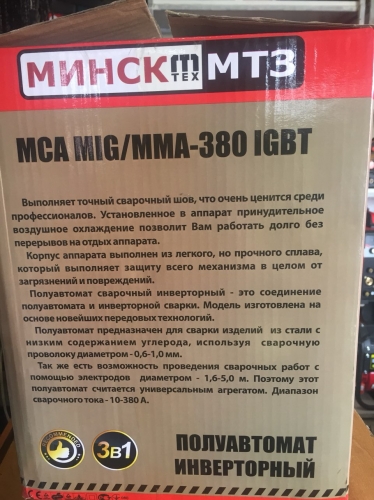 МИНСК m TEX МТЗ
МСА MIG/MMA-380 IGBT
Выполняет точный сварочный шов, что очень ценится среди
профессионалов. Установленное в аппарат принудительное
воздушное охлаждение позволит Вам работать долго без
перерывов на отдых аппарата.
Корпус аппарата выполнен из легкого, но прочного сплава,
который выполняет защиту всего механизма в целом от
загрязнений и повреждений.
Полуавтомат сварочный инверторный - это соединение
полуавтомата и инверторной сварки. Модель изготовлена на
основе новейших передовых технологий.
Полуавтомат предназначен для сварки изделий из стали с
низким содержанием углерода, используя сварочную
проволоку диаметром - 0,6-1,0 мм.
Так же есть возможность проведения сварочных работ с
помощью электродов диаметром - 1,6-5,0 м. Поэтому этот
полуавтомат считается универсальным агрегатом. Диапазон
сварочного тока - 10-380 А.
RECOMMENDED
3в1
ПОЛУАВТОМАТ
ИНВЕРТОРНЫЙ